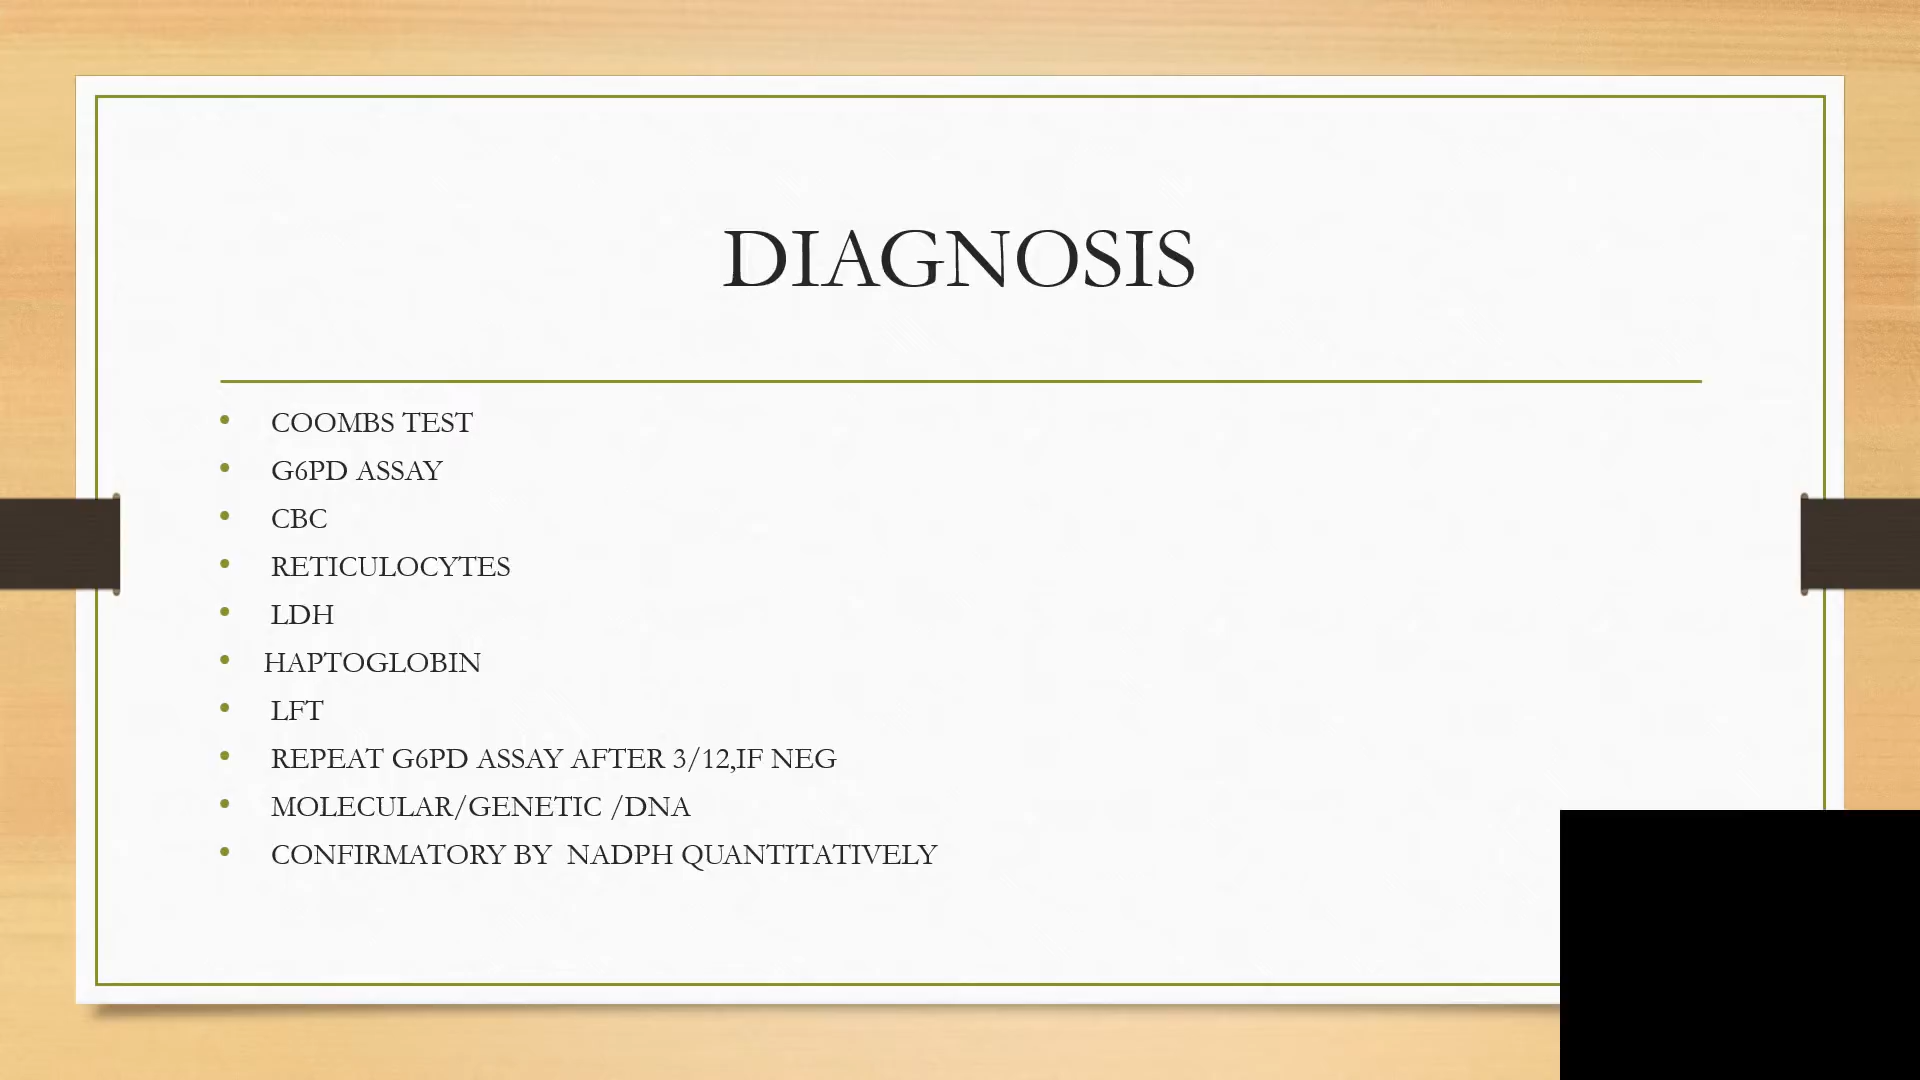 DIAGNOSIS
• COOMBS TEST
• G6PD ASSAY
• CBC
• RETICULOCYTES
• LDH
• HAPTOGLOBIN
• LFT
• REPEAT G6PD ASSAY AFTER 3/12,IF NEG
• MOLECULAR/GENETIC /DNA
• CONFIRMATORY BY  NADPH QUANTITATIVELY